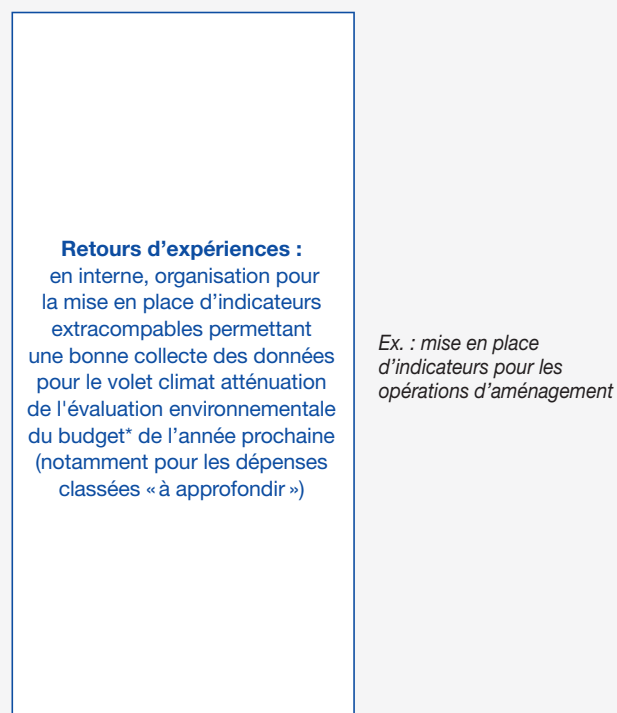 Retours d’expériences :
en interne, organisation pour
la mise en place d’indicateurs
extracompables permettant
une bonne collecte des données
pour le volet climat atténuation
de l'évaluation environnementale
du budget* de l’année prochaine
(notamment pour les dépenses
classées « à approfondir »)
Ex. : mise en place
d’indicateurs pour les
opérations d’aménagement